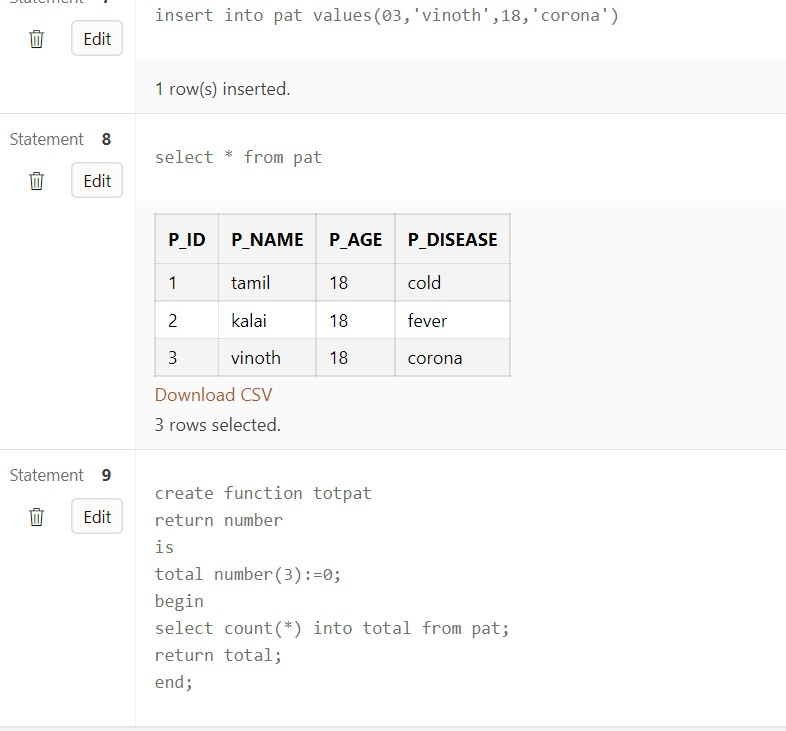 Statement 7
insert into pat values(03,'vinoth',18,'corona')
Edit
1 row(s) inserted.
Statement 8
select * from pat
Edit
P_ID P_NAME P_AGE P_DISEASE
1 tamil 18 cold
2 kalai 18 fever
3 vinoth 18 corona
Download CSV
3 rows selected.
Statement 9
create function totpat
Edit
return number
is
total number(3):=0;
begin
select count(*) into total from pat;
return total;
end;